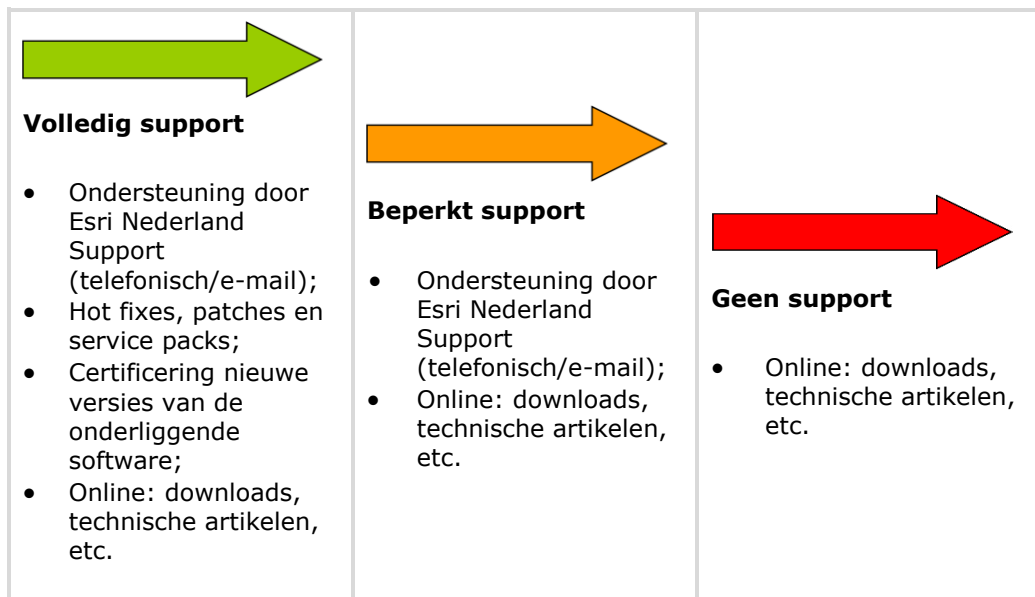 Volledig support
• Ondersteuning door
Esri Nederland
Support
(telefonisch/e-mail);
• Hot fixes, patches en
service packs;
• Certificering nieuwe
versies van de
onderliggende
software;
• Online: downloads,
technische artikelen,
etc.
Beperkt support
• Ondersteuning door
Esri Nederland
Support
(telefonisch/e-mail);
• Online: downloads,
technische artikelen,
etc.
Geen support
• Online: downloads,
technische artikelen,
etc.